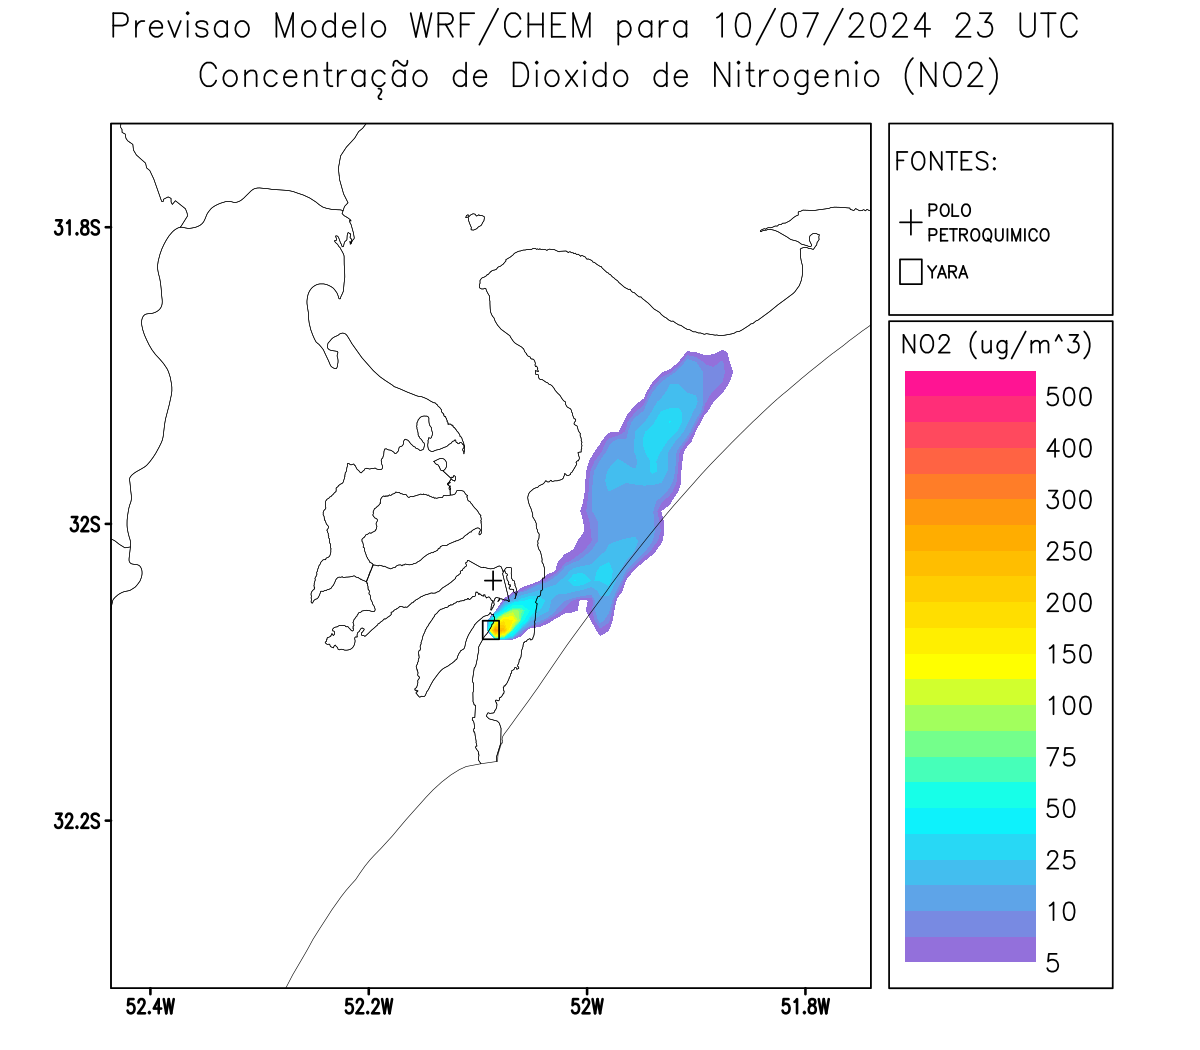 Previsao Modelo WRF/CHEM para 10/07/2024 23 UTC
Concentração de Dioxido de Nitrogenio (NO2)
FONTES:
POLO
PETROQUIMICO
YARA
NO2 (ug/m^3)
500
400
300
250
200
150
100
75
50
25
10
5
31.8S
32S
32.2S
52.4W
52.2W
52W
51.8W